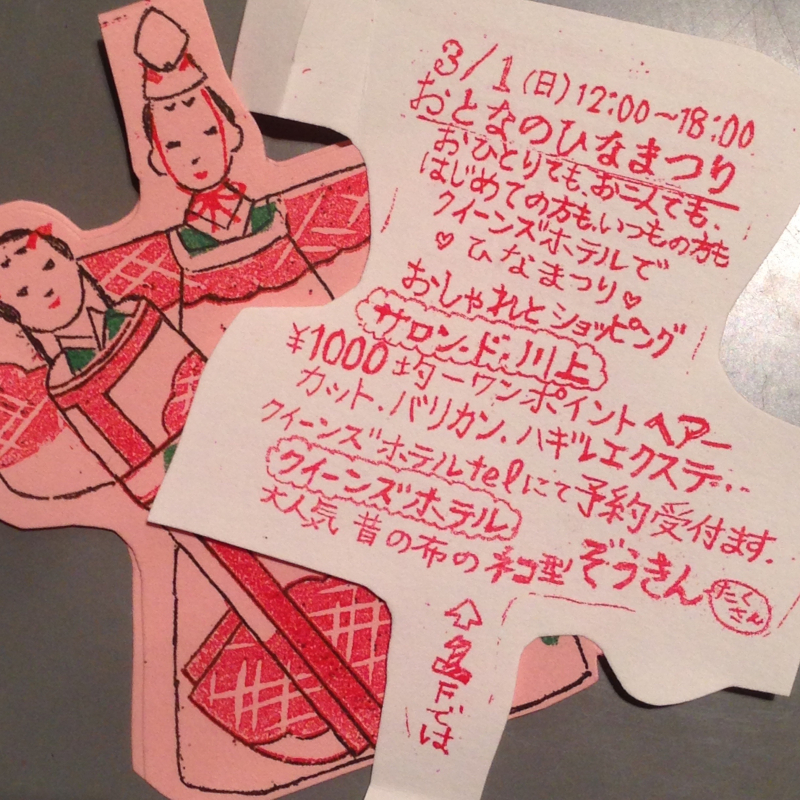 3/1(日)12:00〜18:00
おとなのひなまつり
おひとりでも、お二人でも、
はじめての方も、いつもの方も
クイーンズホテルで
♡ひなまつり♡
おしゃれとショッピング
サロン・ド・川上
¥1000均一ワンポイントヘアー
カット、バリカン、ハギレエクステ…
クイーンズホテルtelにて予約受付ます.
クイーンズホテル
大人気 昔の布のネコ型ぞうきん
たくさん
では